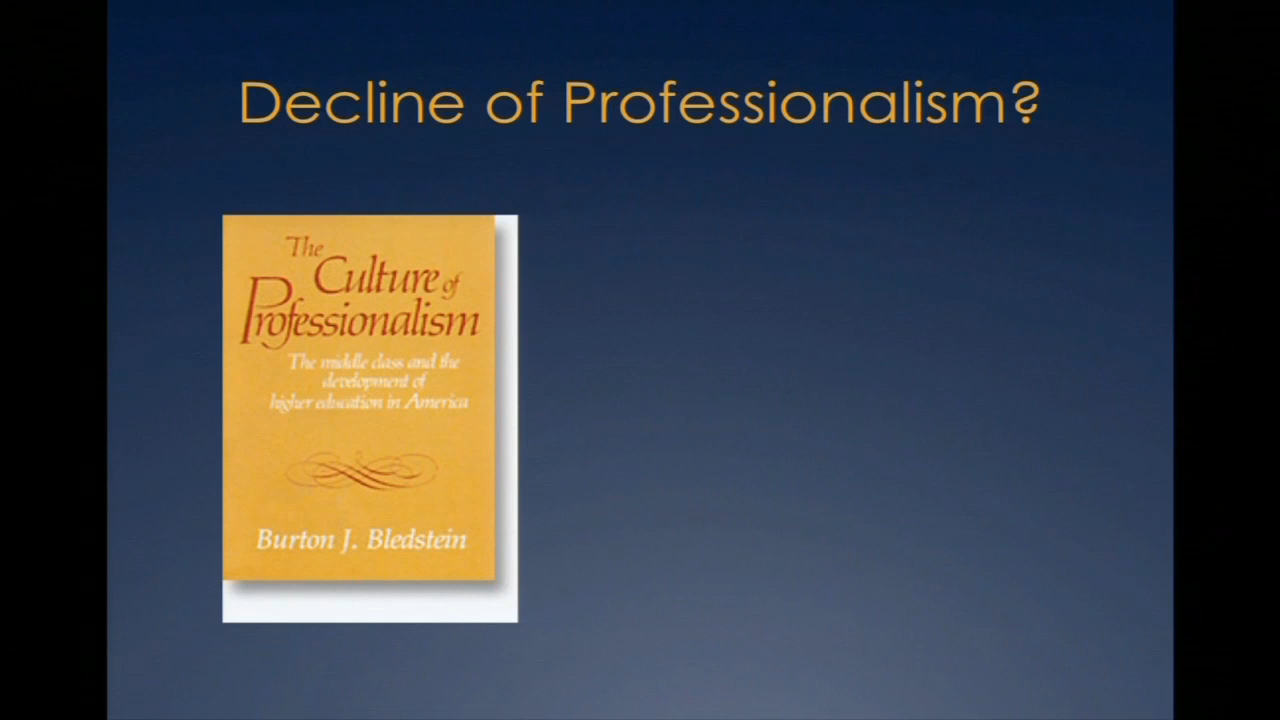 Decline of Professionalism?
The
Culture of
Professionalism
The middle class and the
development of
higher education in America
Burton J. Bledstein